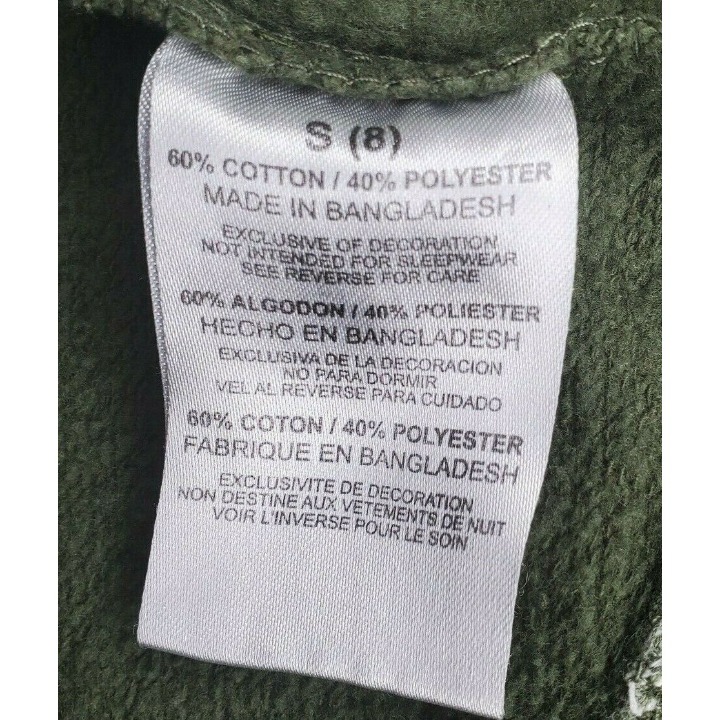 S (8)
60% COTTON / 40% POLYESTER
MADE IN BANGLADESH
EXCLUSIVE OF DECORATION
NOT INTENDED FOR SLEEPWEAR
SEE REVERSE FOR CARE
60% ALGODON / 40% POLIESTER
HECHO EN BANGLADESH
EXCLUSIVA DE LA DECORACION
NO PARA DORMIR
VEL AL REVERSE PARA CUIDADO
60% COTON / 40% POLYESTER
FABRIQUE EN BANGLADESH
EXCLUSIVITE DE DECORATION
NON DESTINE AUX VETEMENTS DE NUIT
VOIR L'INVERSE POUR LE SOIN